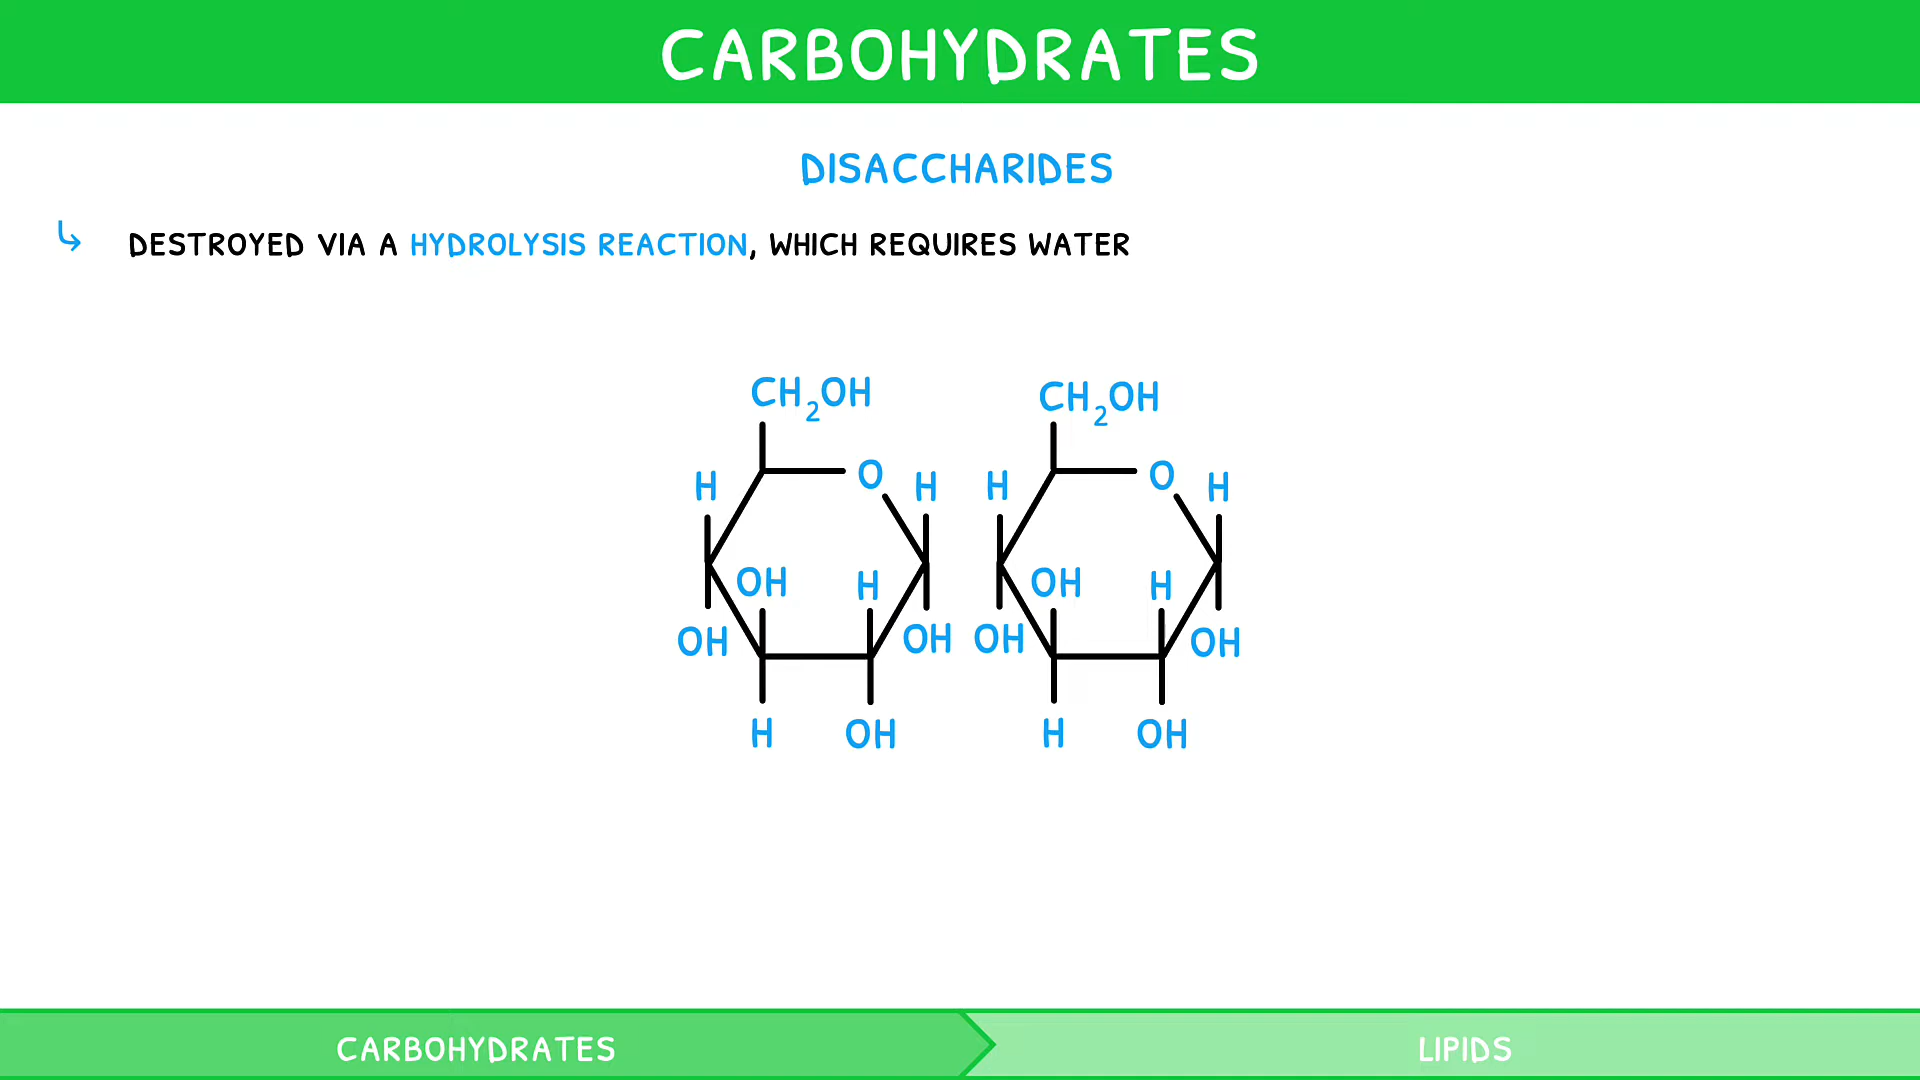 CARBOHYDRATES
DISACCHARIDES
↳ DESTROYED VIA A HYDROLYSIS REACTION, WHICH REQUIRES WATER
CH₂OH CH₂OH
H O H H O H
OH H OH H
OH OH OH OH
H OH H OH
CARBOHYDRATES LIPIDS